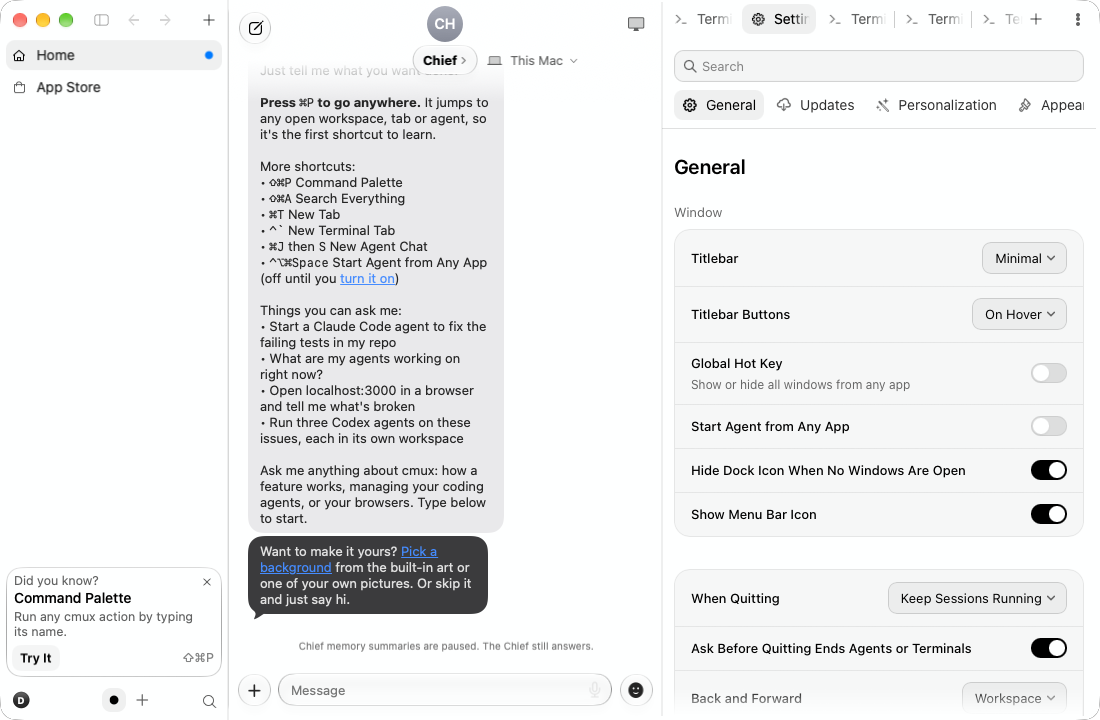 Home
App Store
Did you know?
Command Palette
Run any cmux action by typing
its name.
Try It
⇧⌘P
D
CH
Chief
This Mac
Just tell me what you want
Press ⌘P to go anywhere. It jumps to
any open workspace, tab or agent, so
it's the first shortcut to learn.
More shortcuts:
• ⇧⌘P Command Palette
• ⇧⌘A Search Everything
• ⌘T New Tab
• ^` New Terminal Tab
• ⌘J then S New Agent Chat
• ^⌥⌘Space Start Agent from Any App
(off until you turn it on)
Things you can ask me:
• Start a Claude Code agent to fix the
failing tests in my repo
• What are my agents working on
right now?
• Open localhost:3000 in a browser
and tell me what's broken
• Run three Codex agents on these
issues, each in its own workspace
Ask me anything about cmux: how a
feature works, managing your coding
agents, or your browsers. Type below
to start.
Want to make it yours? Pick a
background from the built-in art or
one of your own pictures. Or skip it
and just say hi.
Chief memory summaries are paused. The Chief still answers.
Message
Term
Settin
Term
Term
Te
Search
General
Updates
Personalization
Appear
General
Window
Titlebar
Minimal
Titlebar Buttons
On Hover
Global Hot Key
Show or hide all windows from any app
Start Agent from Any App
Hide Dock Icon When No Windows Are Open
Show Menu Bar Icon
When Quitting
Keep Sessions Running
Ask Before Quitting Ends Agents or Terminals
Back and Forward
Workspace